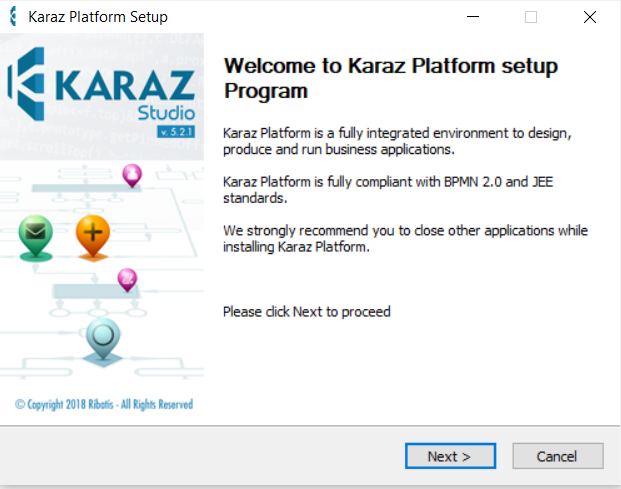 Karaz Platform Setup
KARAZ
Studio
v. 5.2.1
Welcome to Karaz Platform setup
Program
Karaz Platform is a fully integrated environment to design,
produce and run business applications.
Karaz Platform is fully compliant with BPMN 2.0 and JEE
standards.
We strongly recommend you to close other applications while
installing Karaz Platform.
Please click Next to proceed
© Copyright 2018 Ribatis - All Rights Reserved
Next >
Cancel